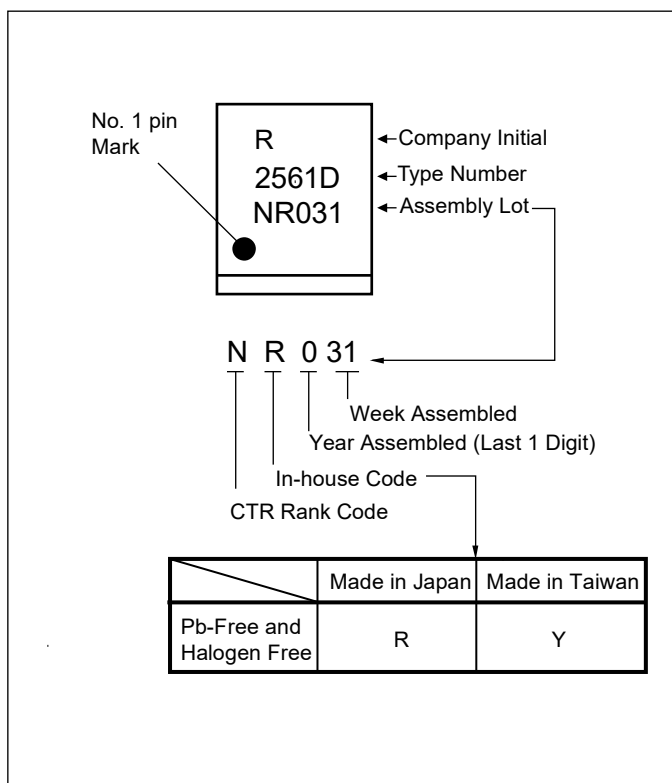 No. 1 pin
Mark
R
2561D
NR031
Company Initial
Type Number
Assembly Lot
N R 0 31
Week Assembled
Year Assembled (Last 1 Digit)
In-house Code
CTR Rank Code
Made in Japan Made in Taiwan
Pb-Free and
Halogen Free
R Y